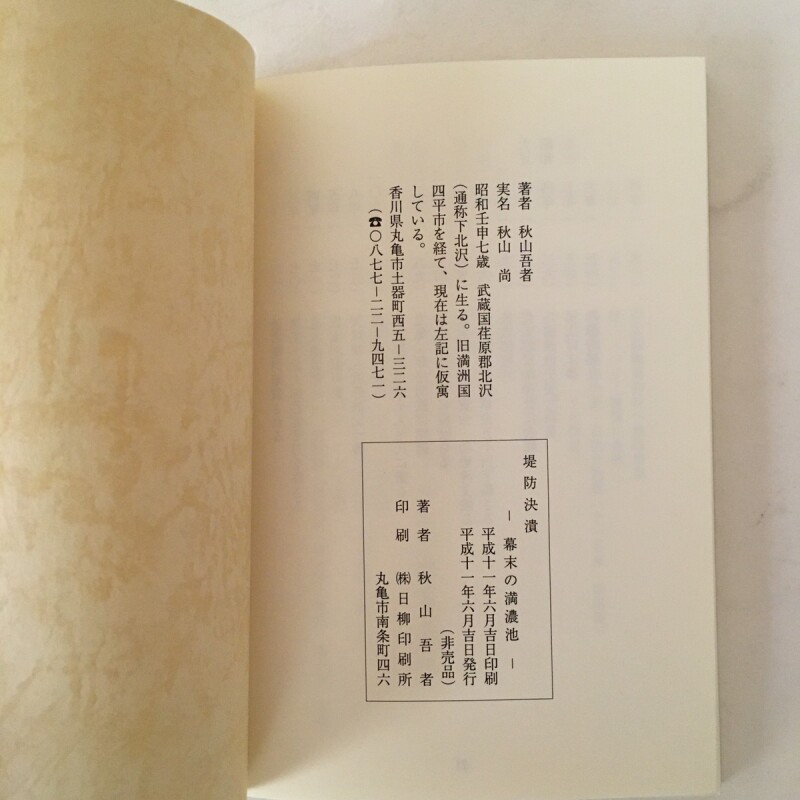 著者　秋山吾者
実名　秋山　尚
昭和壬申七歳　武蔵国荏原郡北沢
（通称下北沢）に生る。旧満洲国
四平市を経て、現在は左記に仮寓
している。
香川県丸亀市土器町西五－三二六
（☎〇八七七－二二－九四七一）
堤防決潰
－幕末の満濃池－
平成十一年六月吉日印刷
平成十一年六月吉日発行
（非売品）
著者　秋山吾者
印刷　㈱日柳印刷所
丸亀市南条町四六